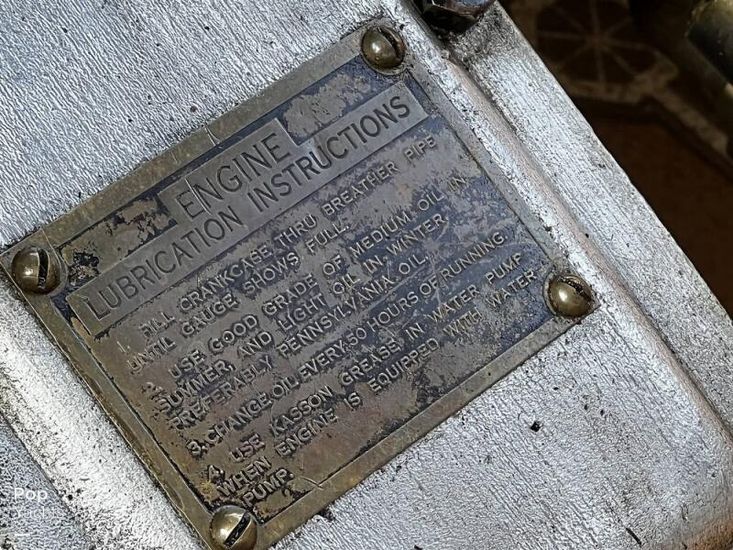 ENGINE
LUBRICATION INSTRUCTIONS
1. FILL CRANKCASE THRU BREATHER PIPE
UNTIL GAUGE SHOWS FULL.
2. USE GOOD GRADE OF MEDIUM OIL IN
SUMMER, AND LIGHT OIL IN WINTER,
PREFERABLY PENNSYLVANIA OIL.
3. CHANGE OIL EVERY 50 HOURS OF RUNNING.
4. USE KASSON GREASE IN WATER PUMP
WHEN ENGINE IS EQUIPPED WITH WATER
PUMP.
Pop
Yachts